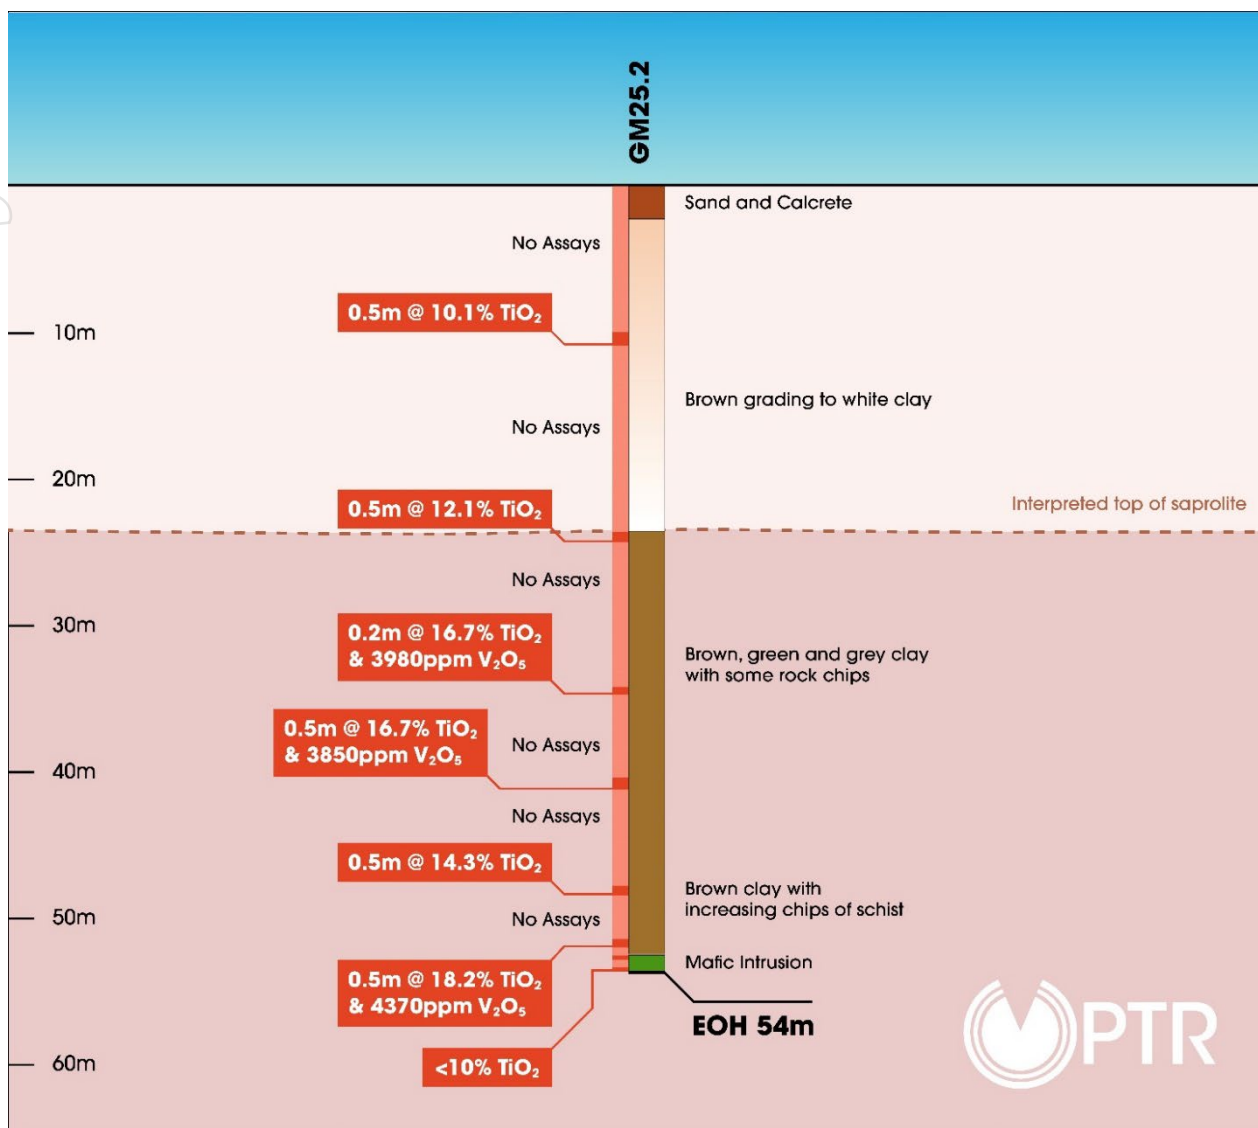 GM25.2
Sand and Calcrete
No Assays
0.5m @ 10.1% TiO₂
10m
Brown grading to white clay
No Assays
20m
0.5m @ 12.1% TiO₂
Interpreted top of saprolite
No Assays
30m
0.2m @ 16.7% TiO₂
& 3980ppm V₂O₅
Brown, green and grey clay
with some rock chips
0.5m @ 16.7% TiO₂
& 3850ppm V₂O₅
No Assays
40m
No Assays
0.5m @ 14.3% TiO₂
Brown clay with
increasing chips of schist
50m
No Assays
Mafic Intrusion
0.5m @ 18.2% TiO₂
& 4370ppm V₂O₅
EOH 54m
PTR
60m
<10% TiO₂